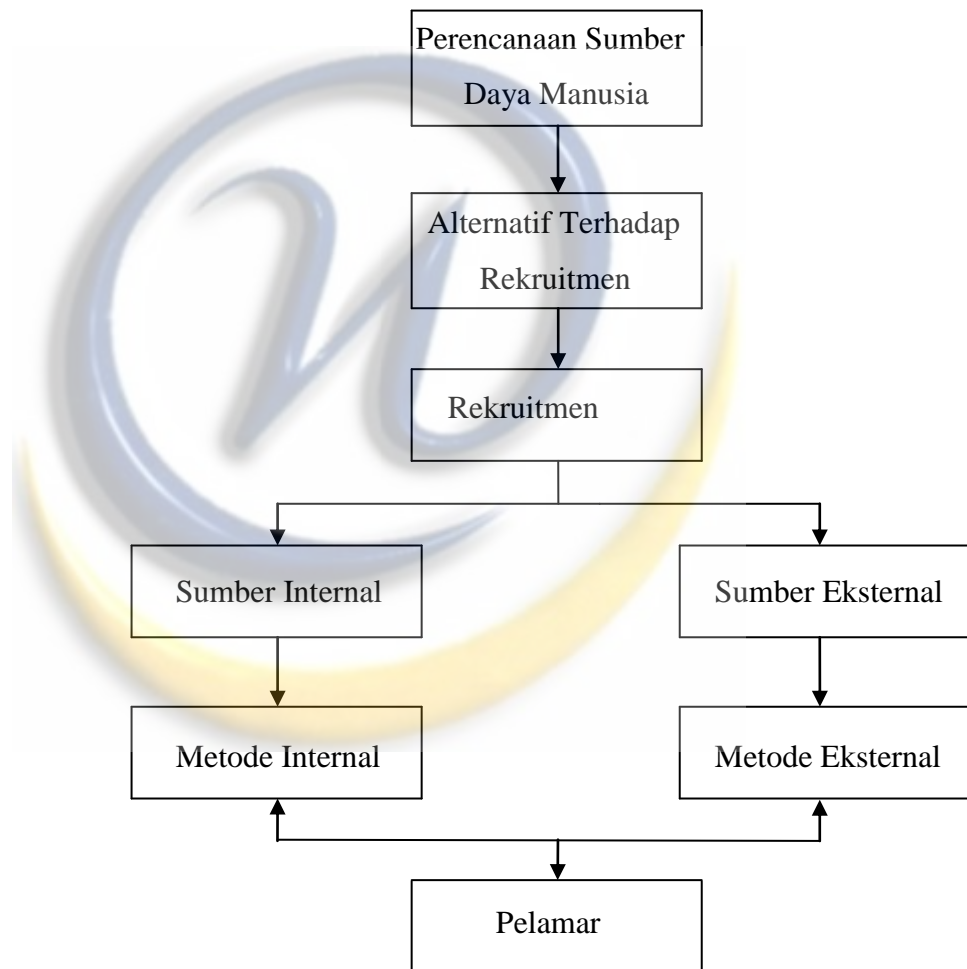 Perencanaan Sumber
Daya Manusia
Alternatif Terhadap
Rekruitmen
Rekruitmen
Sumber Internal
Sumber Eksternal
Metode Internal
Metode Eksternal
Pelamar